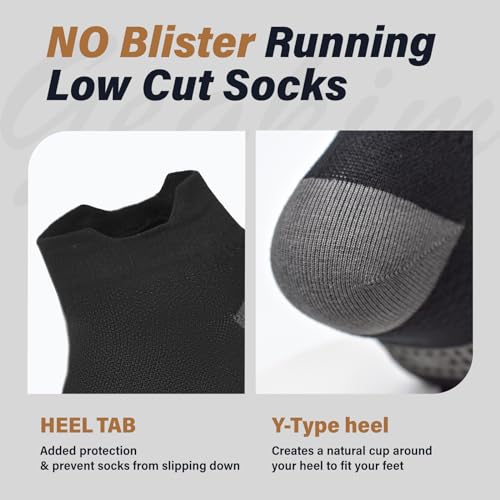 NO Blister Running
Low Cut Socks
HEEL TAB
Added protection
& prevent socks from slipping down
Y-Type heel
Creates a natural cup around
your heel to fit your feet